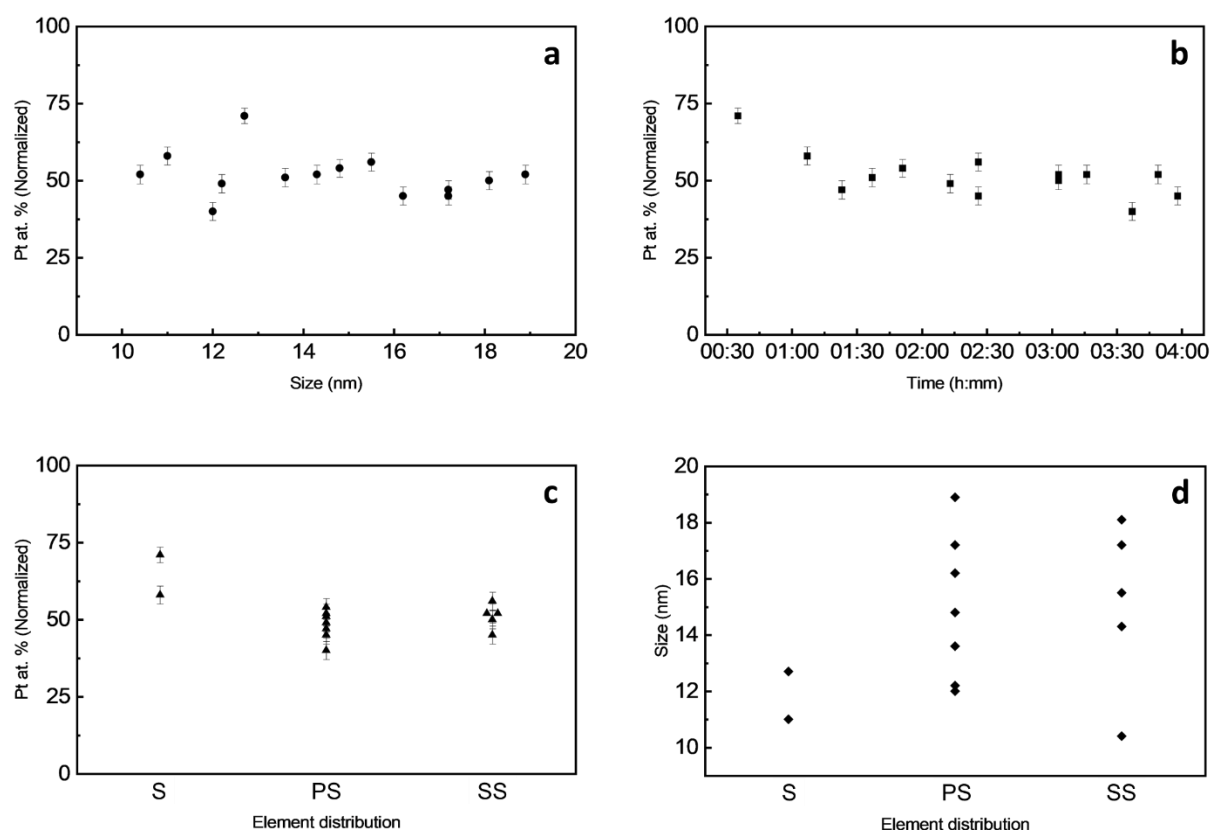 a
Pt at. % (Normalized)
100
75
50
25
0
10 12 14 16 18 20
Size (nm)
b
Pt at. % (Normalized)
100
75
50
25
0
00:30 01:00 01:30 02:00 02:30 03:00 03:30 04:00
Time (h:mm)
c
Pt at. % (Normalized)
100
75
50
25
0
S PS SS
Element distribution
d
Size (nm)
20
18
16
14
12
10
S PS SS
Element distribution